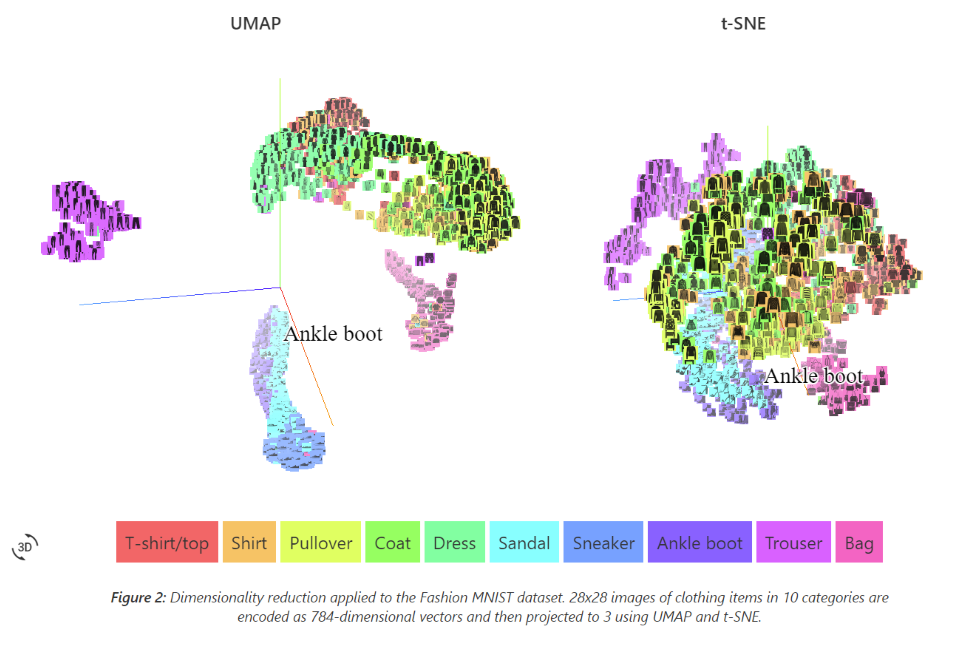 UMAP
t-SNE
Ankle boot
Ankle boot
3D
T-shirt/top Shirt Pullover Coat Dress Sandal Sneaker Ankle boot Trouser Bag
Figure 2: Dimensionality reduction applied to the Fashion MNIST dataset. 28x28 images of clothing items in 10 categories are
encoded as 784-dimensional vectors and then projected to 3 using UMAP and t-SNE.